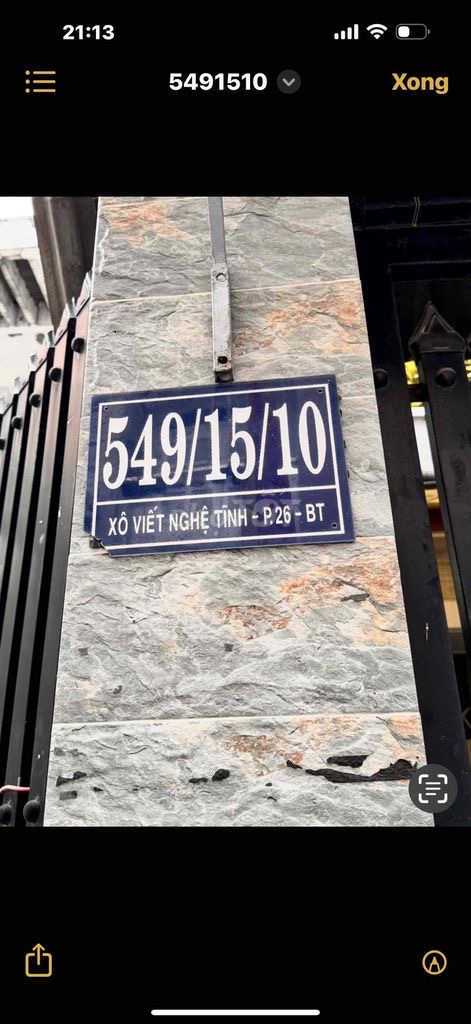 21:13
5491510
Xong
549/15/10
XÔ VIẾT NGHỆ TĨNH - P.26 - BT